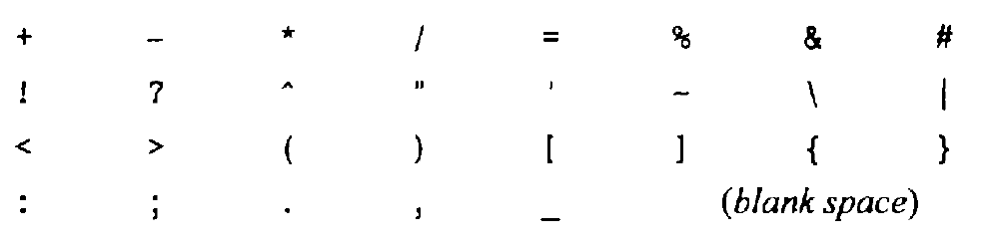 + - * / = % & #
! ? ^ " ' ~ \ |
< > ( ) [ ] { }
: ; . , _ (blank space)